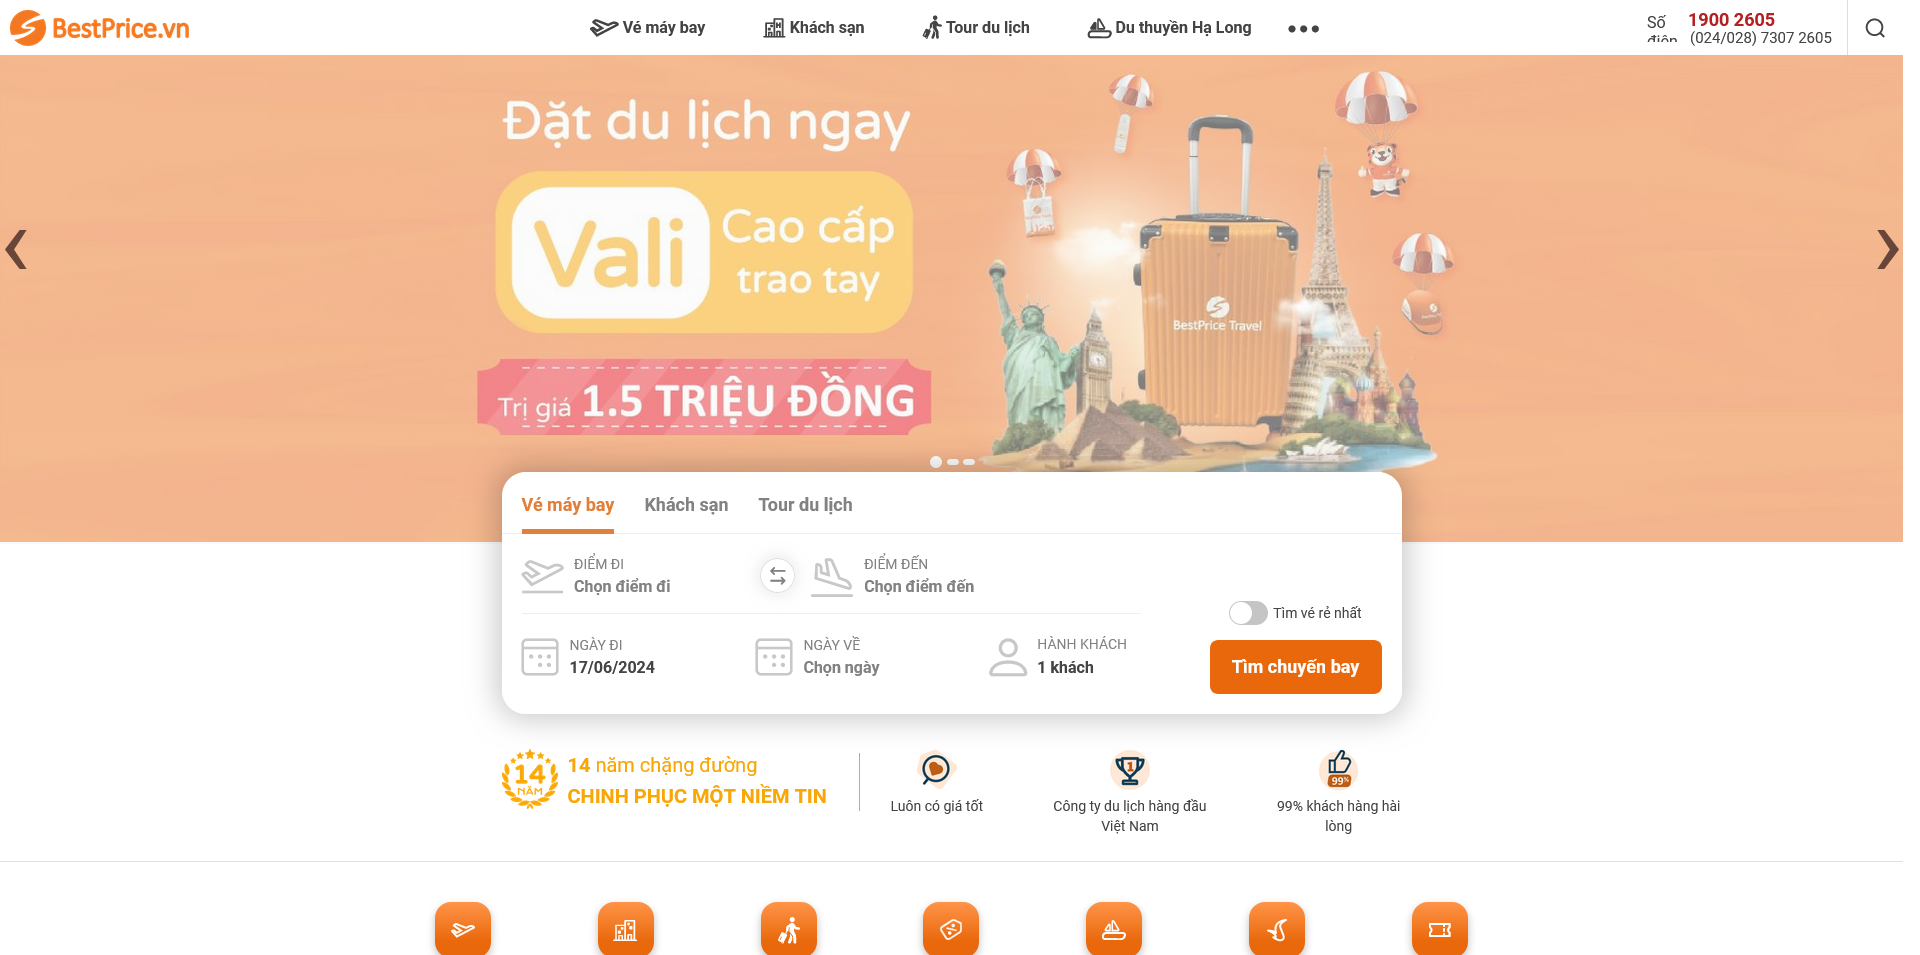 BestPrice.vn
Vé máy bay
Khách sạn
Tour du lịch
Du thuyền Hạ Long
Số
điện
1900 2605
(024/028) 7307 2605
Đặt du lịch ngay
Vali
Cao cấp
trao tay
Trị giá 1.5 TRIỆU ĐỒNG
BestPrice Travel
Vé máy bay
Khách sạn
Tour du lịch
ĐIỂM ĐI
Chọn điểm đi
ĐIỂM ĐẾN
Chọn điểm đến
Tìm vé rẻ nhất
NGÀY ĐI
17/06/2024
NGÀY VỀ
Chọn ngày
HÀNH KHÁCH
1 khách
Tìm chuyến bay
14
NĂM
14 năm chặng đường
CHINH PHỤC MỘT NIỀM TIN
Luôn có giá tốt
1
Công ty du lịch hàng đầu
Việt Nam
99%
99% khách hàng hài
lòng